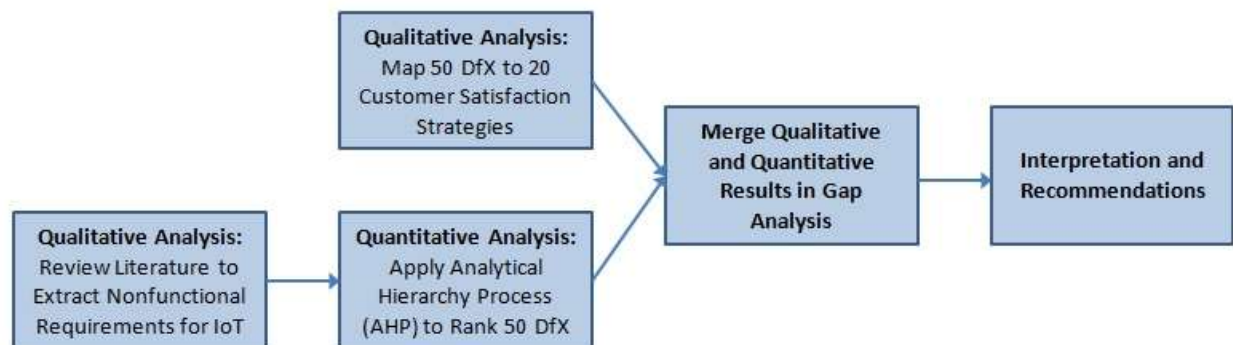 Qualitative Analysis:
Map 50 DfX to 20
Customer Satisfaction
Strategies
Merge Qualitative
and Quantitative
Results in Gap
Analysis
Interpretation and
Recommendations
Qualitative Analysis:
Review Literature to
Extract Nonfunctional
Requirements for IoT
Quantitative Analysis:
Apply Analytical
Hierarchy Process
(AHP) to Rank 50 DfX